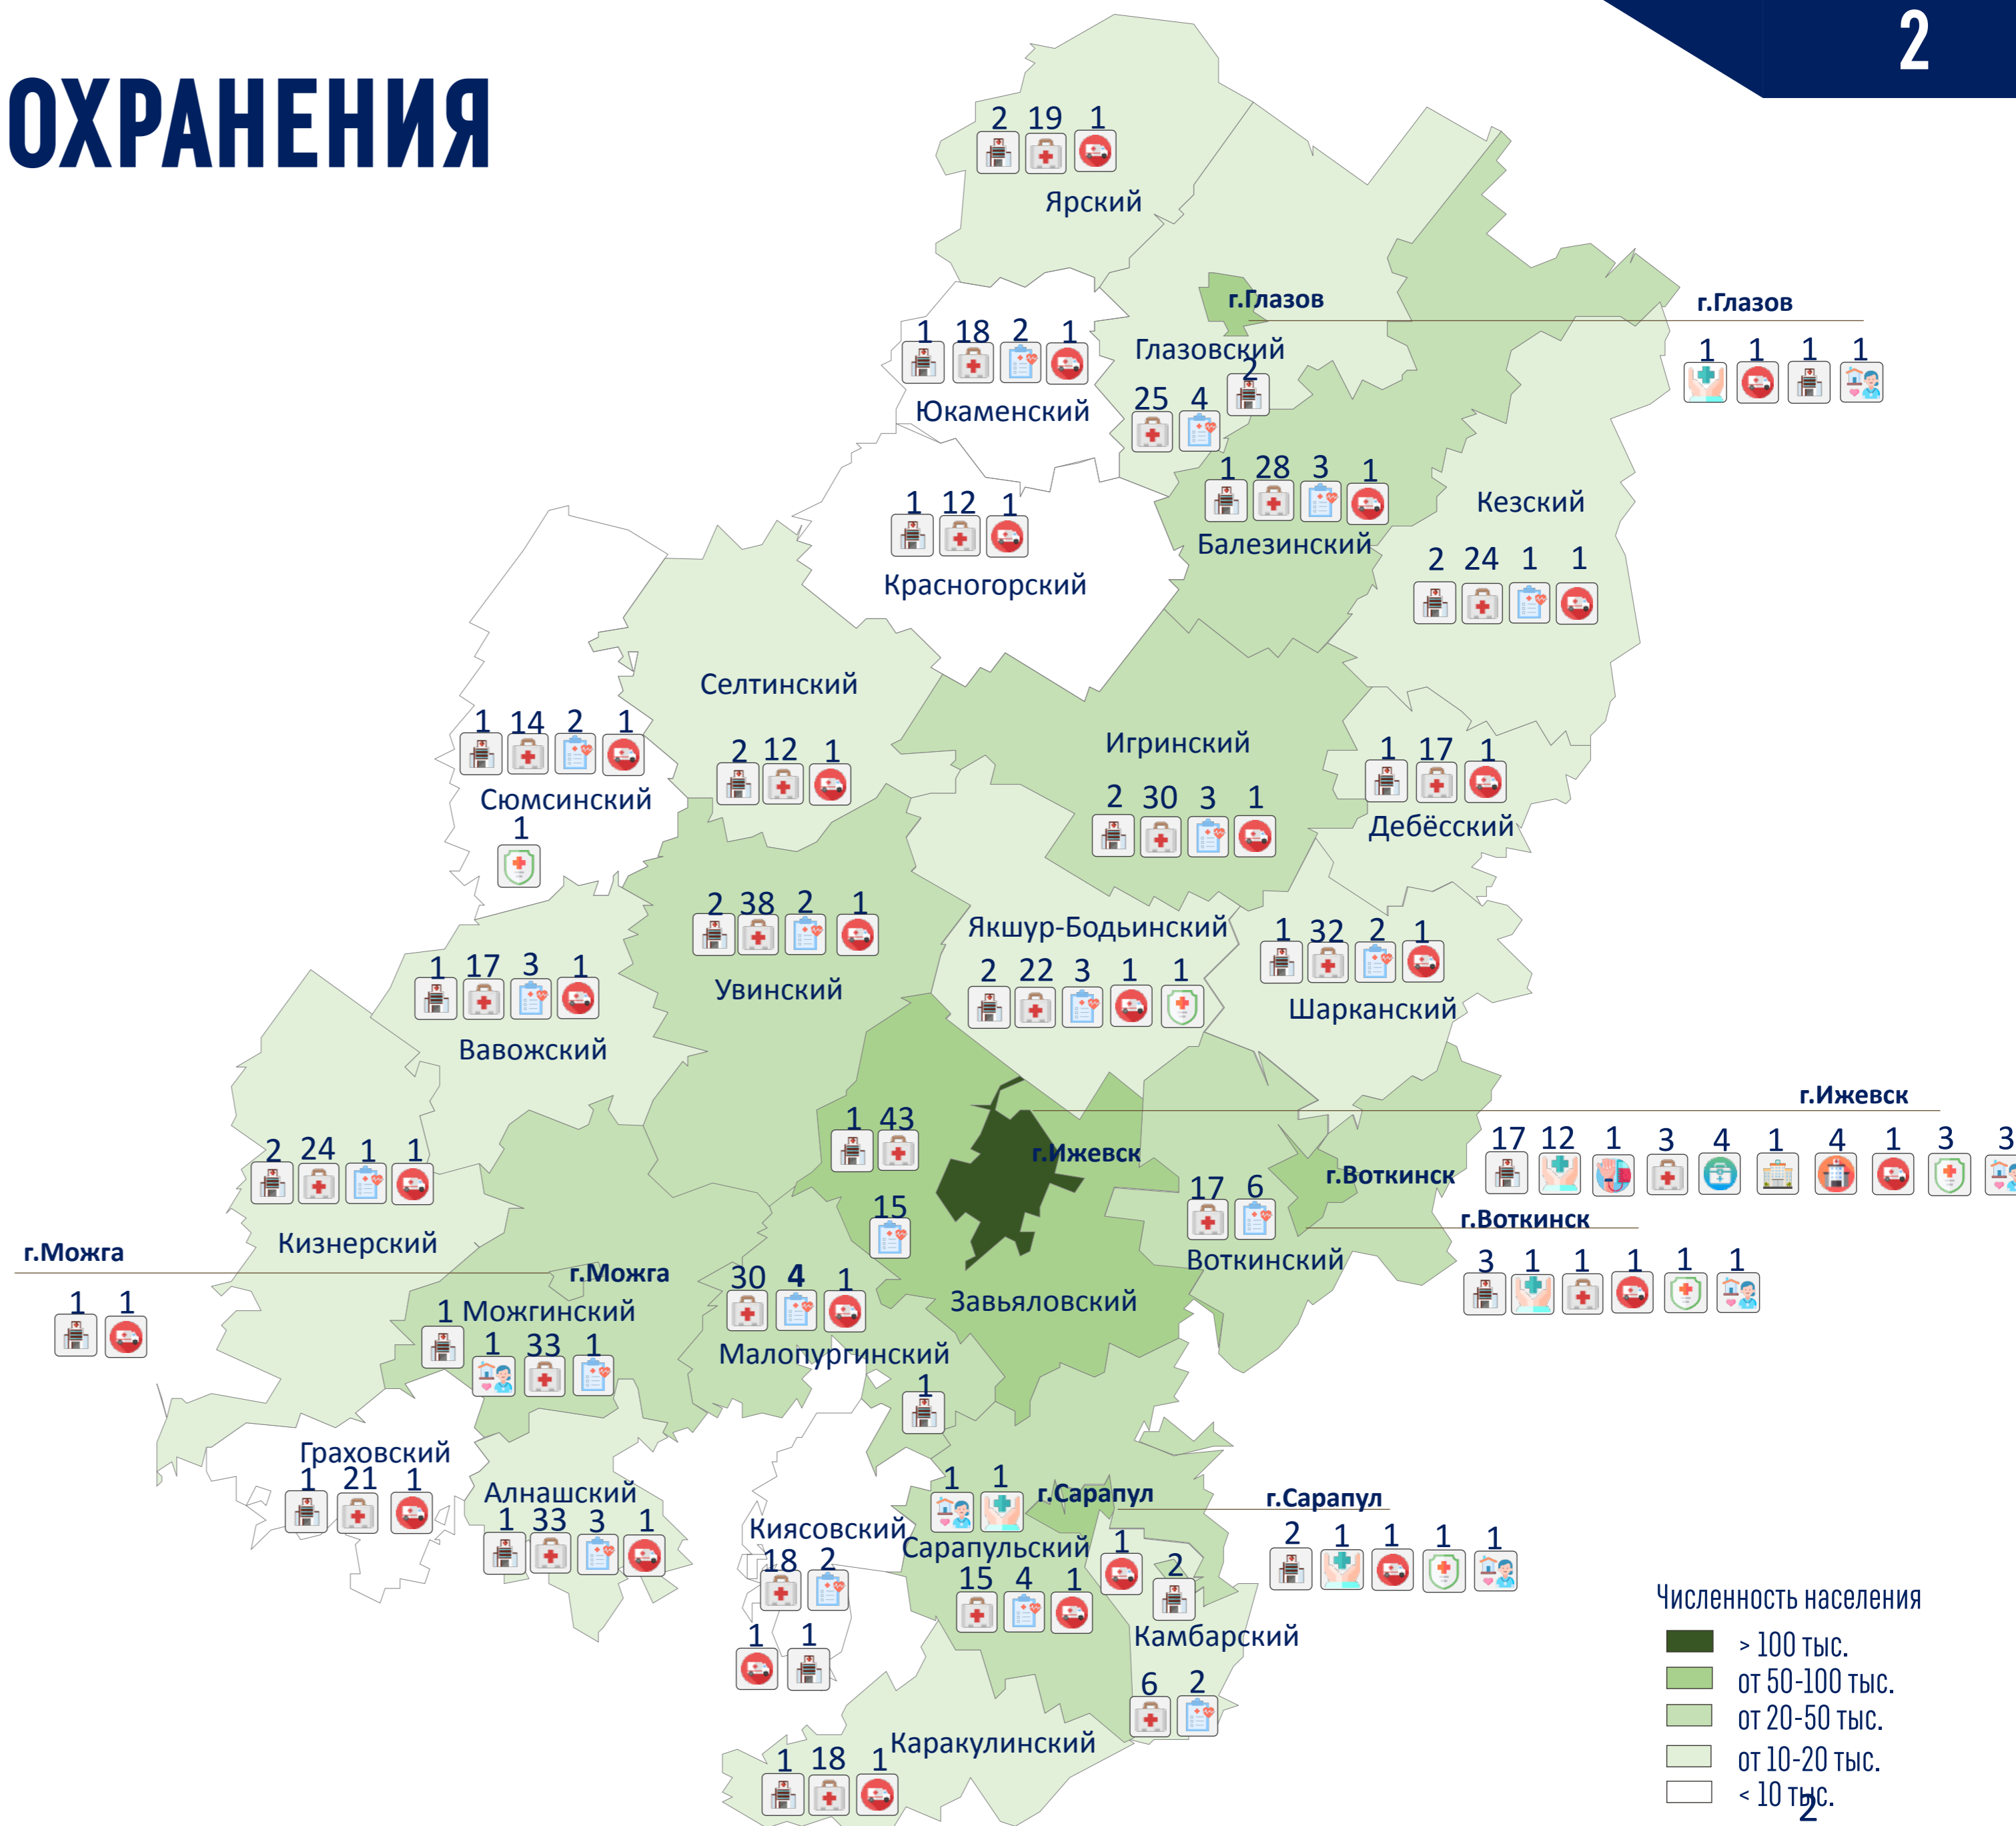 2
ОХРАНЕНИЯ
2 19 1
Ярский
г.Глазов
г.Глазов
1 1 1 1
1 18 2 1
Юкаменский
Глазовский
2
25 4
1 28 3 1
Балезинский
Кезский
2 24 1 1
1 12 1
Красногорский
Селтинский
2 12 1
1 14 2 1
Сюмсинский
1
Игринский
2 30 3 1
1 17 1
Дебёсский
2 38 2 1
Увинский
Якшур-Бодьинский
2 22 3 1 1
1 32 2 1
Шарканский
1 17 3 1
Вавожский
г.Ижевск
17 12 1 3 4 1 4 1 3 3
1 43
г.Ижевск
15
17 6
Воткинский
г.Воткинск
г.Воткинск
3 1 1 1 1 1
2 24 1 1
Кизнерский
г.Можга
1 1
г.Можга
1 Можгинский
1 33 1
30 4 1
Малопургинский
1
Завьяловский
Граховский
1 21 1
Алнашский
1 33 3 1
Киясовский
18 2
1 1
1 1
г.Сарапул
Сарапульский
15 4 1
г.Сарапул
2 1 1 1 1
1 2
Камбарский
6 2
Каракулинский
1 18 1
Численность населения
> 100 тыс.
от 50-100 тыс.
от 20-50 тыс.
от 10-20 тыс.
< 10 тыс.
2